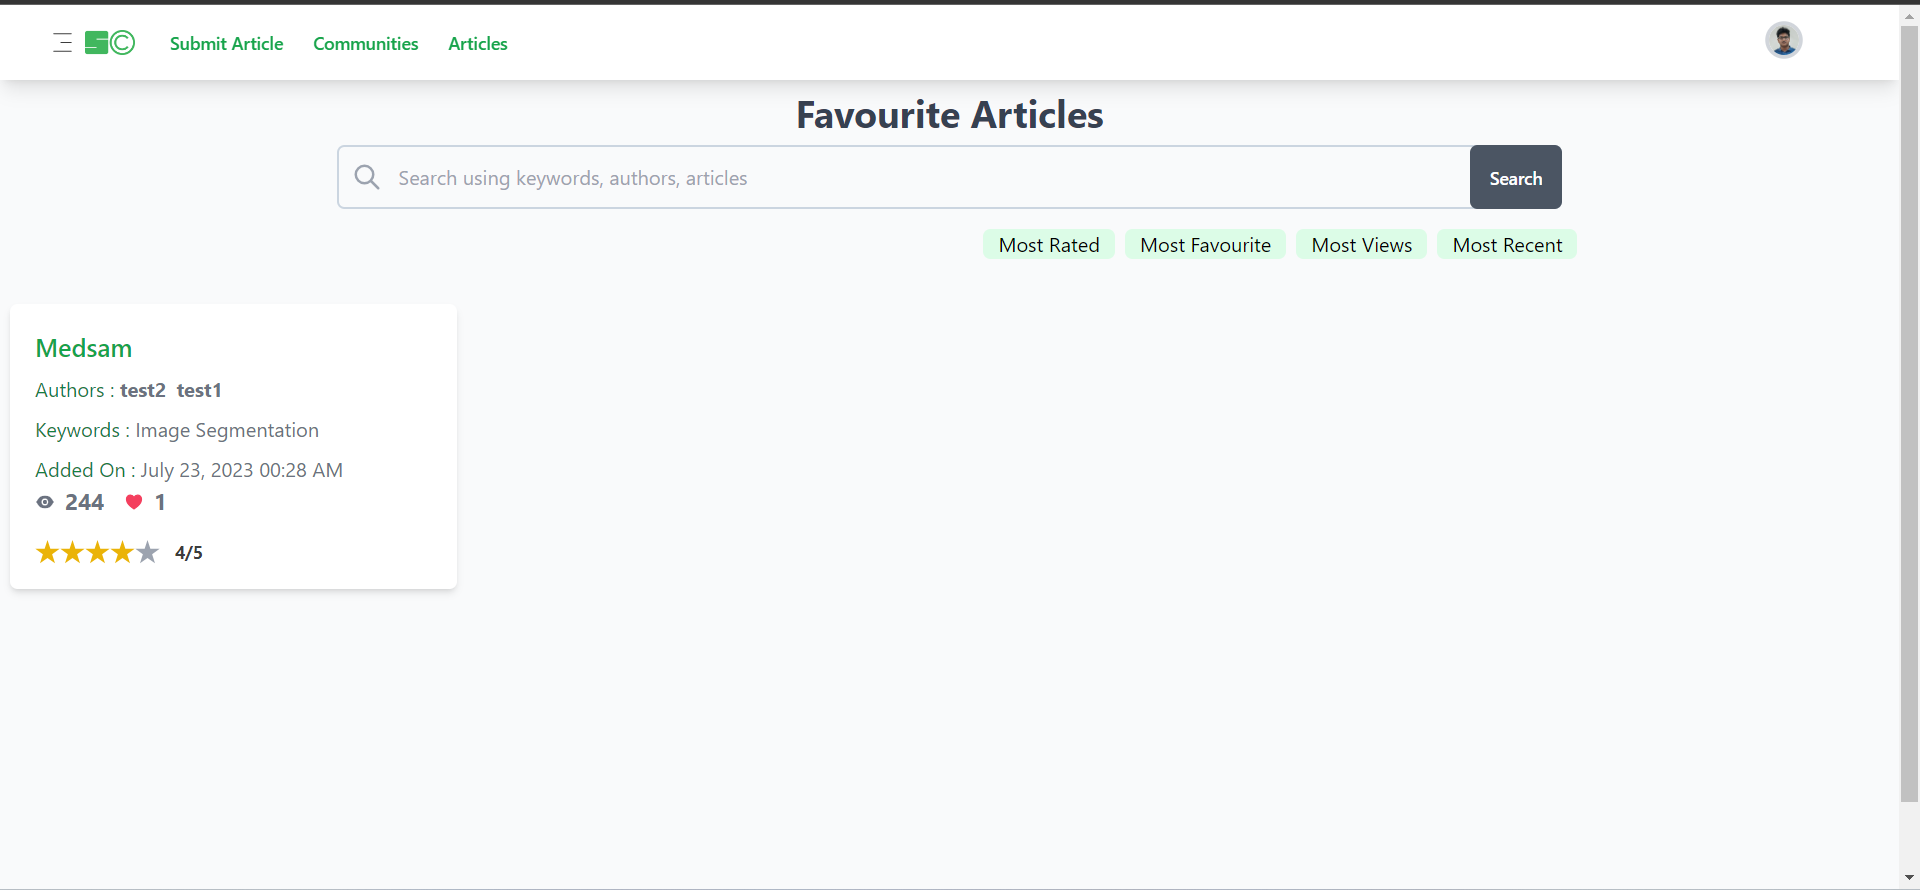 SC Submit Article Communities Articles
Favourite Articles
Search using keywords, authors, articles Search
Most Rated Most Favourite Most Views Most Recent
Medsam
Authors : test2 test1
Keywords : Image Segmentation
Added On : July 23, 2023 00:28 AM
244 1
4/5